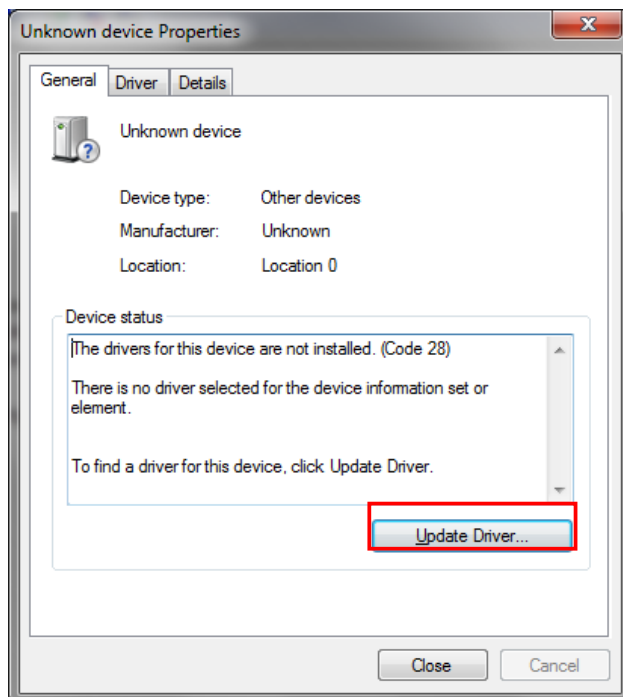 Unknown device Properties
General Driver Details
Unknown device
Device type: Other devices
Manufacturer: Unknown
Location: Location 0
Device status
The drivers for this device are not installed. (Code 28)
There is no driver selected for the device information set or
element.
To find a driver for this device, click Update Driver.
Update Driver...
Close Cancel